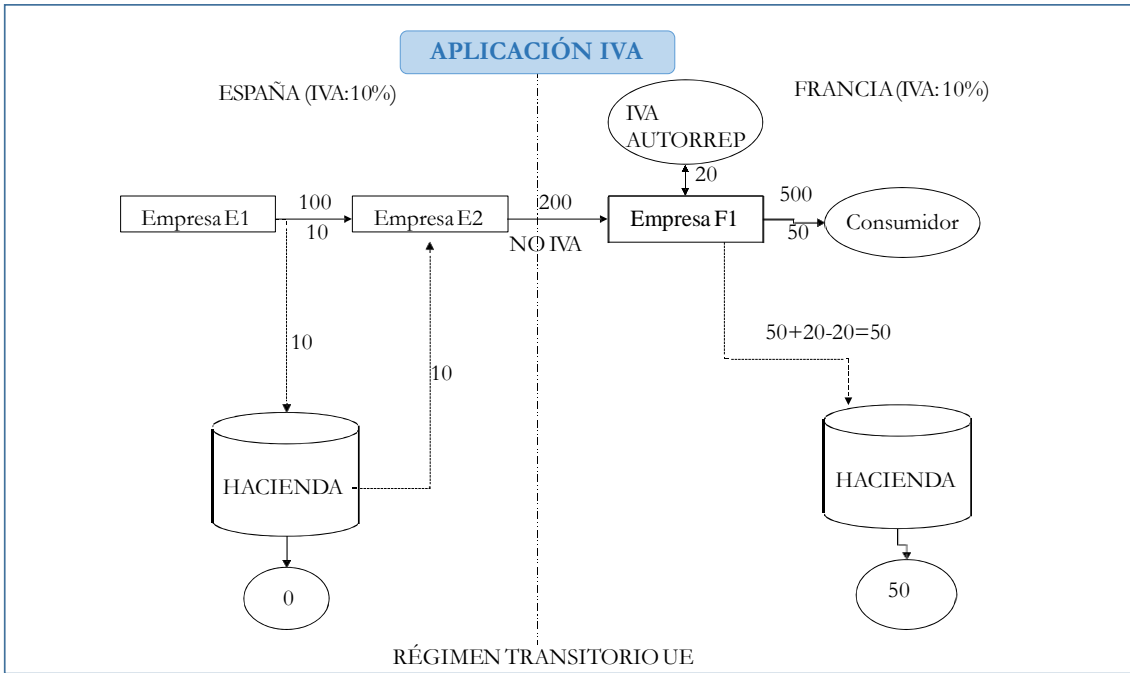 APLICACIÓN IVA
ESPAÑA (IVA:10%)
FRANCIA (IVA: 10%)
IVA
AUTORREP
20
Empresa E1
100
10
Empresa E2
200
NO IVA
Empresa F1
500
50
Consumidor
10
10
50+20-20=50
HACIENDA
HACIENDA
0
50
RÉGIMEN TRANSITORIO UE